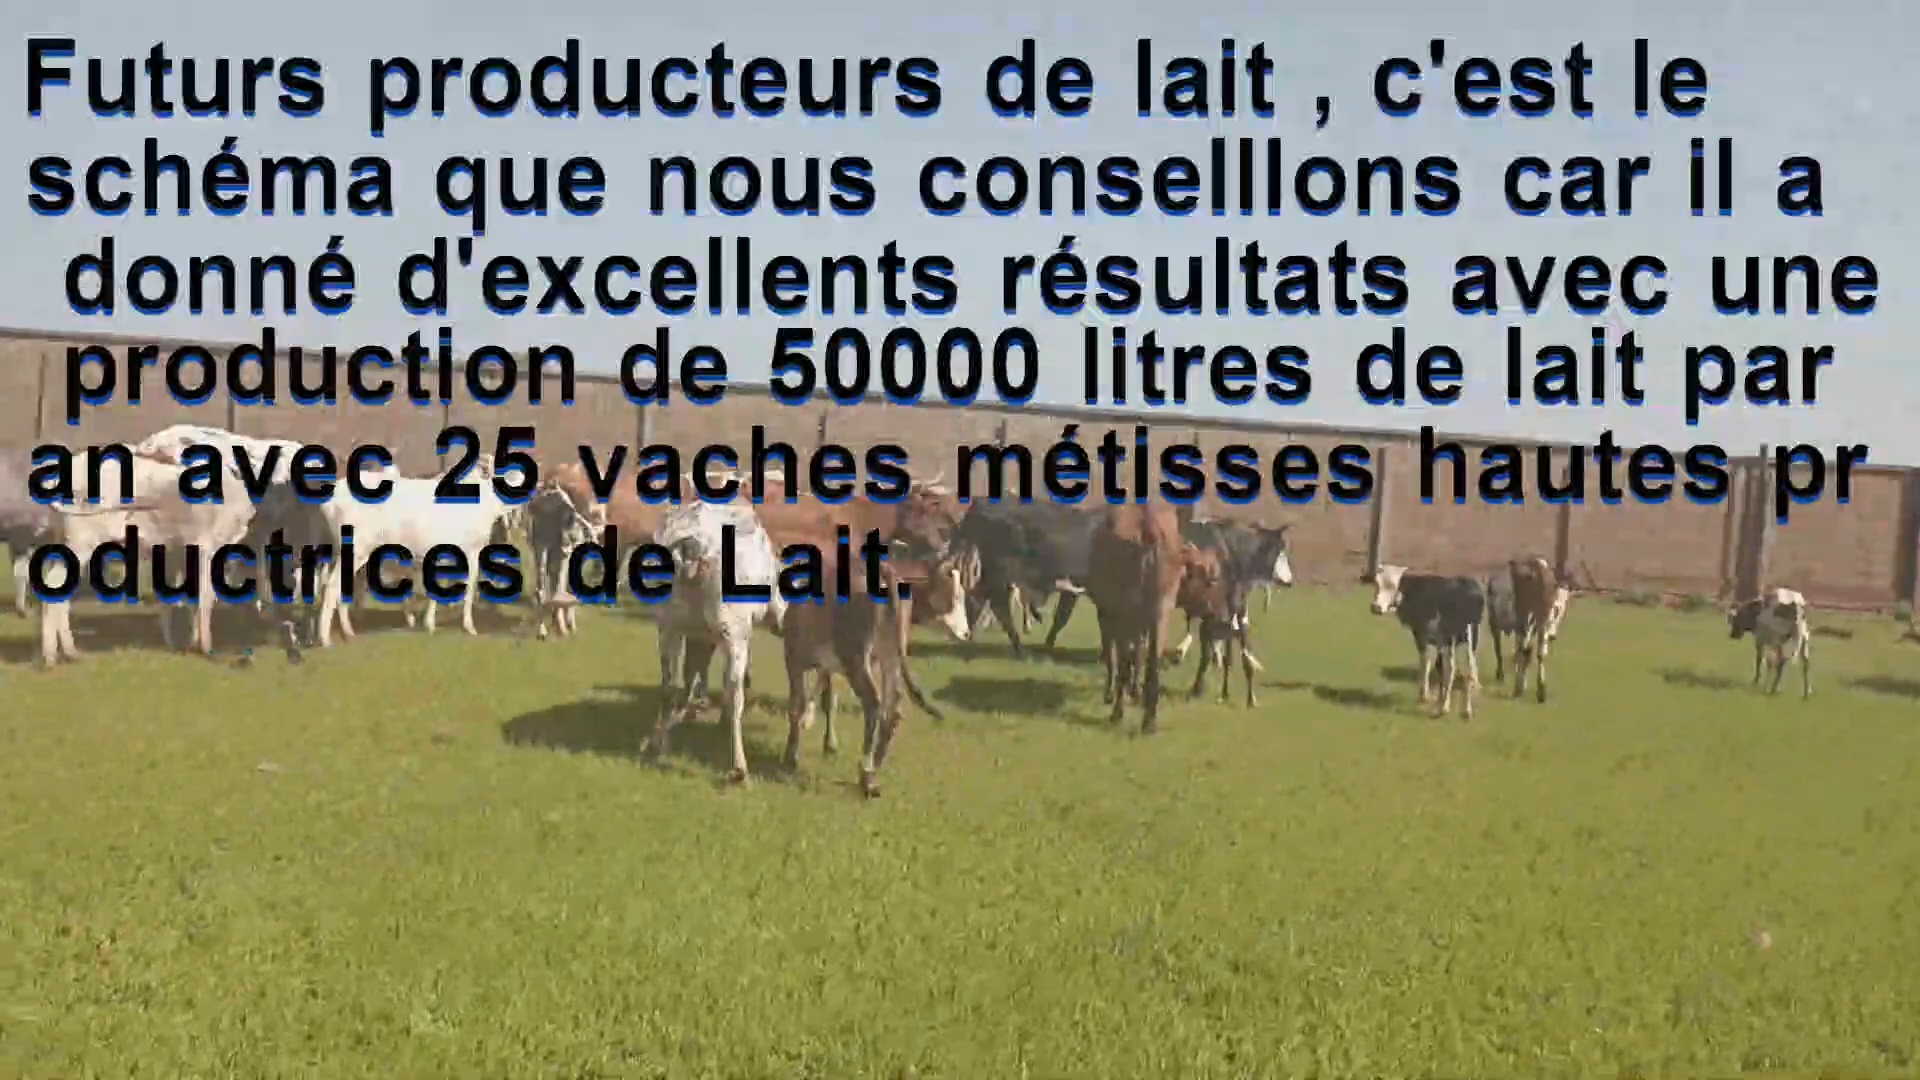 Futurs producteurs de lait , c'est le
schéma que nous conselllons car il a
donné d'excellents résultats avec une
production de 50000 litres de lait par
an avec 25 vaches métisses hautes pr
oductrices de Lait.